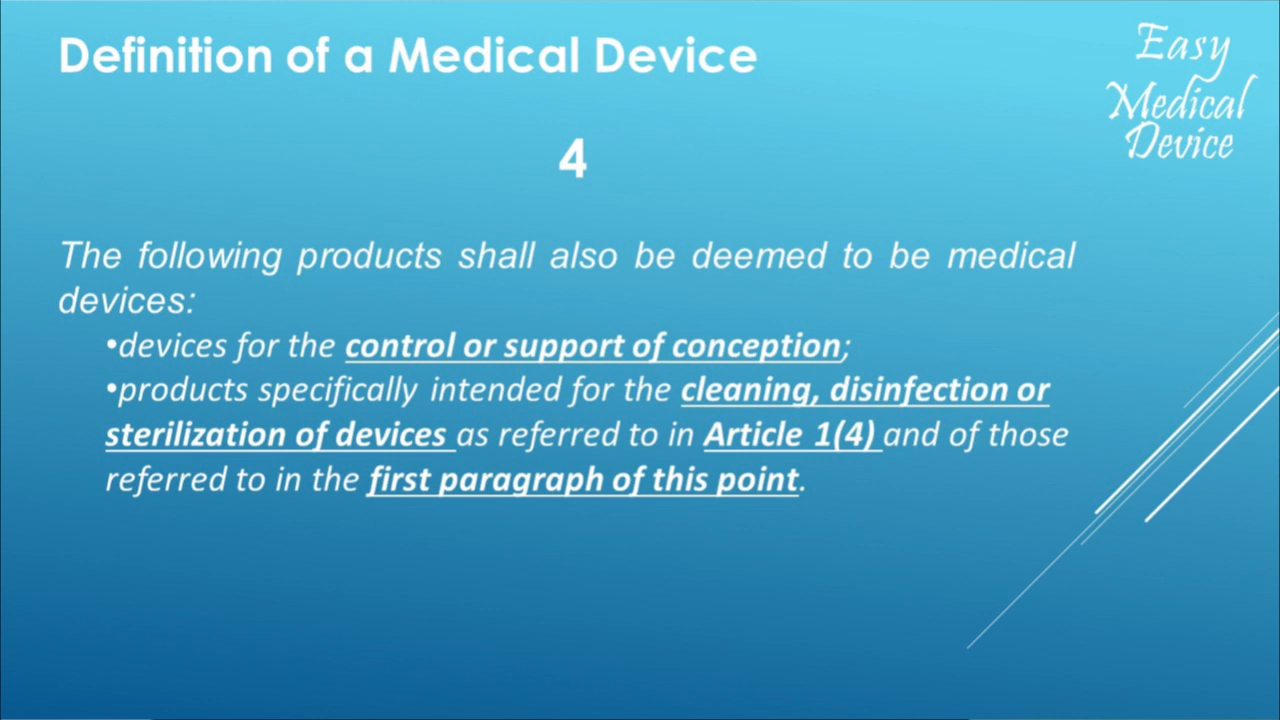 Definition of a Medical Device
Easy
Medical
Device
4
The following products shall also be deemed to be medical
devices:
•devices for the control or support of conception;
•products specifically intended for the cleaning, disinfection or
sterilization of devices as referred to in Article 1(4) and of those
referred to in the first paragraph of this point.